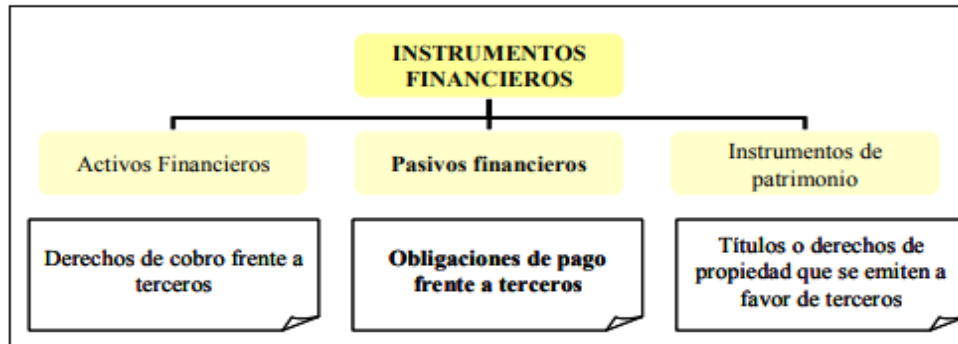 INSTRUMENTOS
FINANCIEROS
Activos Financieros
Pasivos financieros
Instrumentos de
patrimonio
Derechos de cobro frente a
terceros
Obligaciones de pago
frente a terceros
Títulos o derechos de
propiedad que se emiten a
favor de terceros